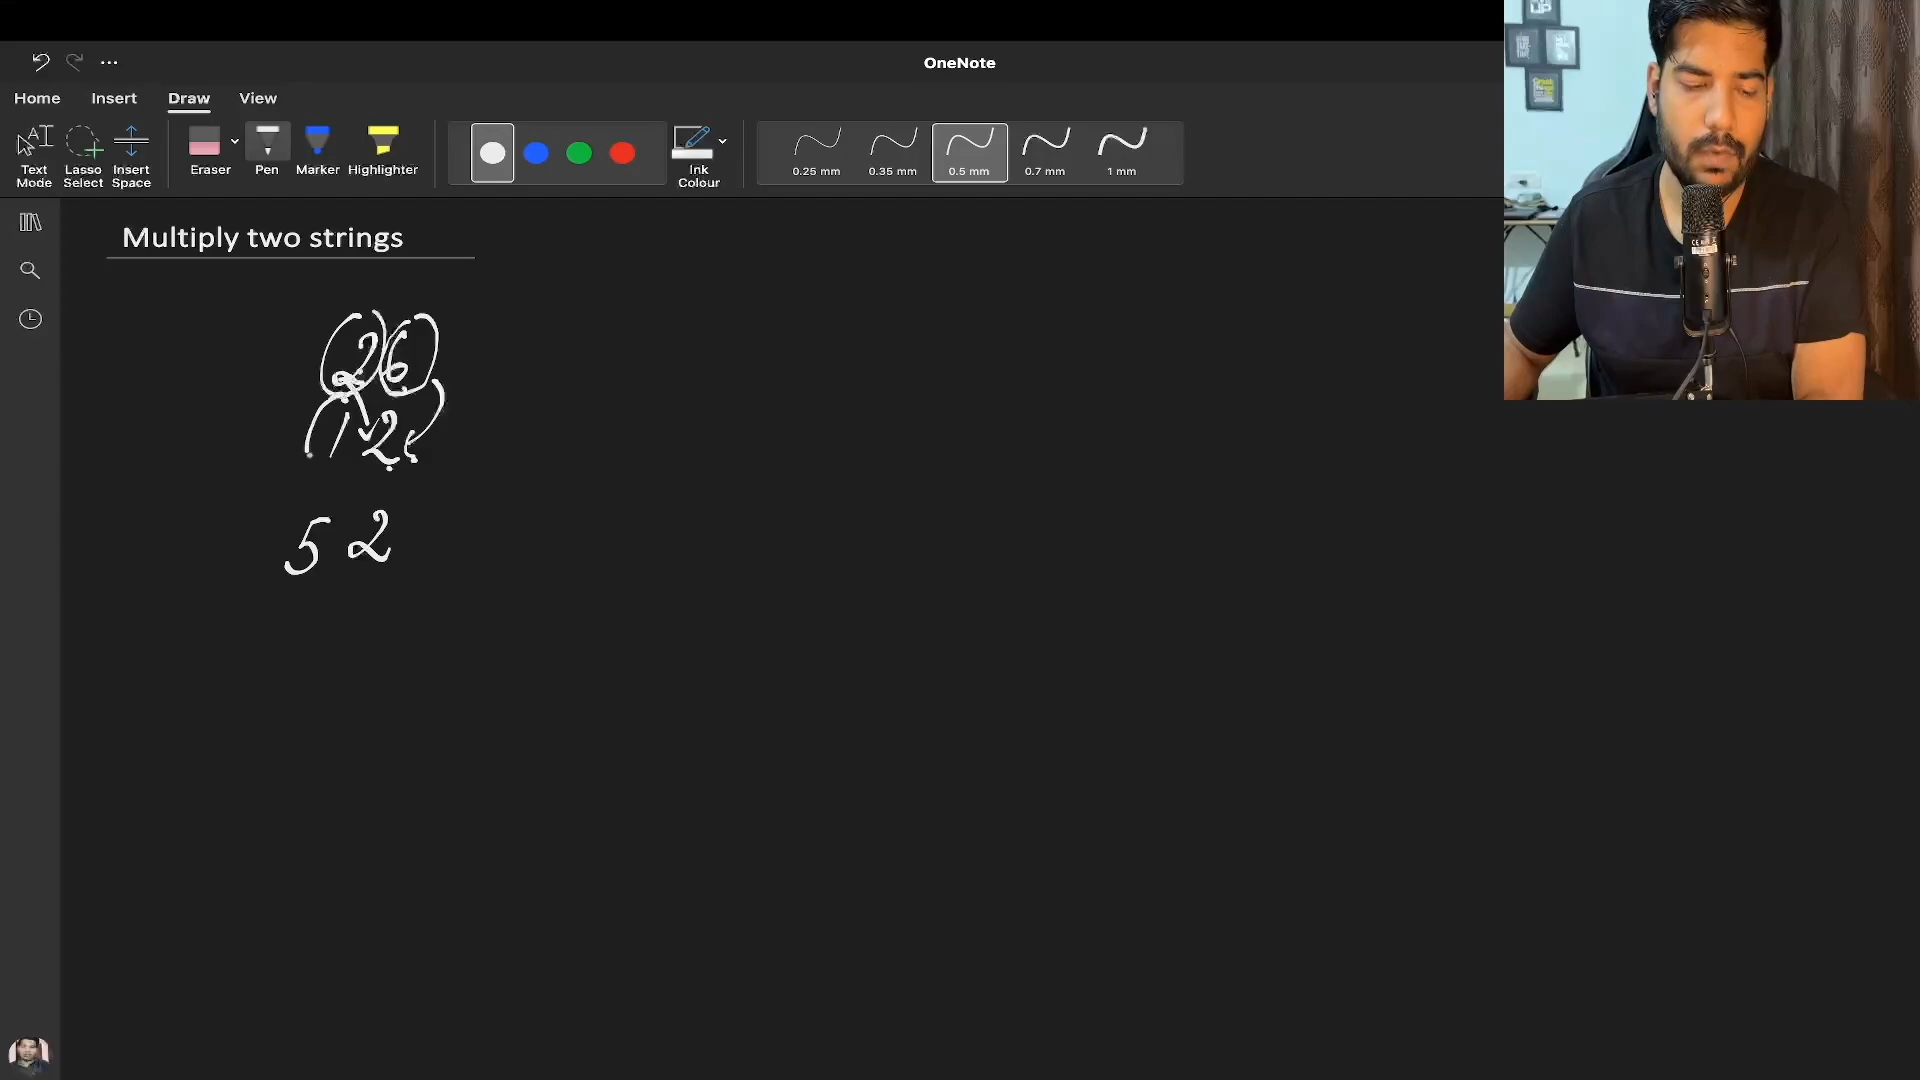 OneNote
Home Insert Draw View
Text Mode
Lasso Select
Insert Space
Eraser
Pen
Marker
Highlighter
Ink Colour
0.25 mm
0.35 mm
0.5 mm
0.7 mm
1 mm
Multiply two strings
26
12
52